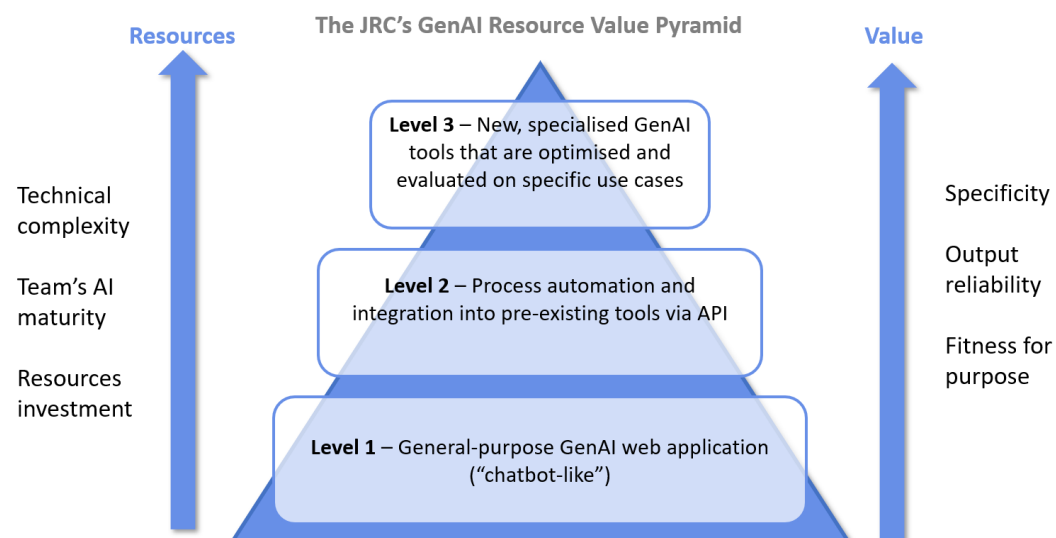 The JRC's GenAI Resource Value Pyramid
Resources
Value
Technical
complexity
Team's AI
maturity
Resources
investment
Level 3 – New, specialised GenAI
tools that are optimised and
evaluated on specific use cases
Level 2 – Process automation and
integration into pre-existing tools via API
Level 1 – General-purpose GenAI web application
(“chatbot-like”)
Specificity
Output
reliability
Fitness for
purpose